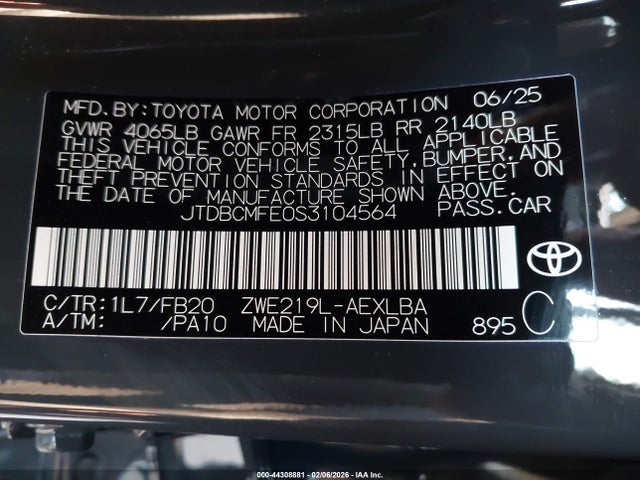 MFD.BY:TOYOTA MOTOR CORPORATION 06/25
GVWR 4065LB GAWR FR 2315LB RR 2140LB
THIS VEHICLE CONFORMS TO ALL APPLICABLE
FEDERAL MOTOR VEHICLE SAFETY,BUMPER,AND
THEFT PREVENTION STANDARDS IN EFFECT ON
THE DATE OF MANUFACTURE SHOWN ABOVE.
JTDBCMFE0S3104564 PASS.CAR
C/TR:1L7/FB20 ZWE219L-AEXLBA
A/TM: /PA10 MADE IN JAPAN 895 C
000-44308881 - 02/06/2026 - IAA Inc.